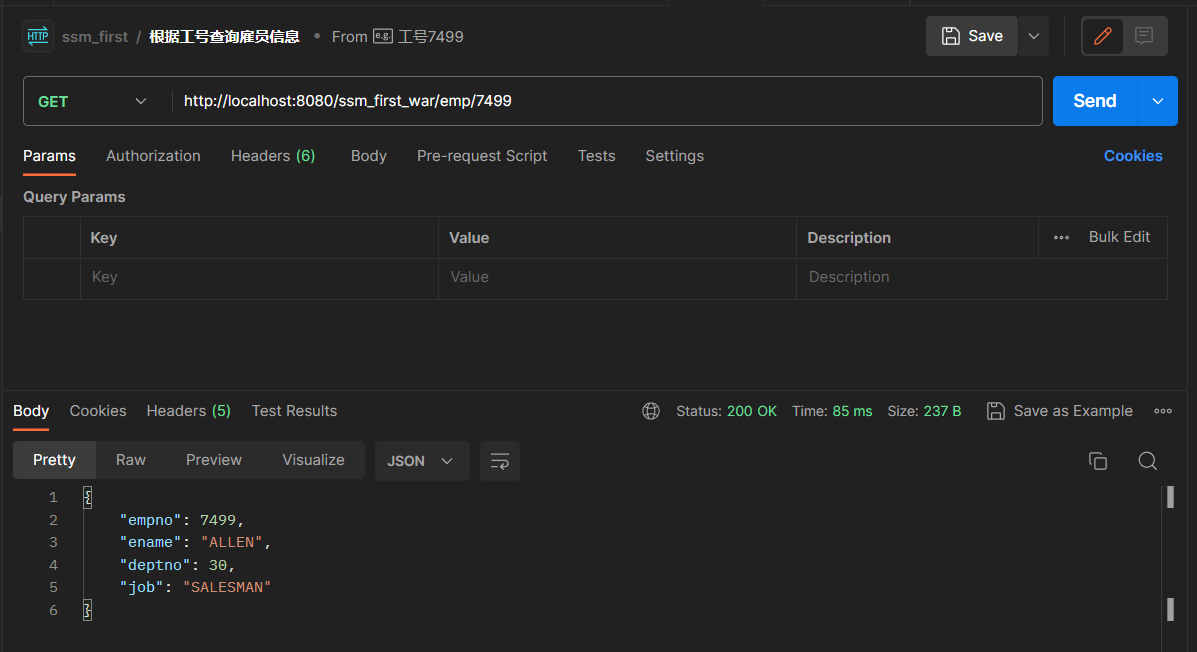 HTTP ssm_first / 根据工号查询雇员信息 • From e.g. 工号7499 Save
GET http://localhost:8080/ssm_first_war/emp/7499 Send
Params Authorization Headers (6) Body Pre-request Script Tests Settings Cookies
Query Params
Key Value Description ••• Bulk Edit
Key Value Description
Body Cookies Headers (5) Test Results Status: 200 OK Time: 85 ms Size: 237 B Save as Example
Pretty Raw Preview Visualize JSON
1 {
2 "empno": 7499,
3 "ename": "ALLEN",
4 "deptno": 30,
5 "job": "SALESMAN"
6 }